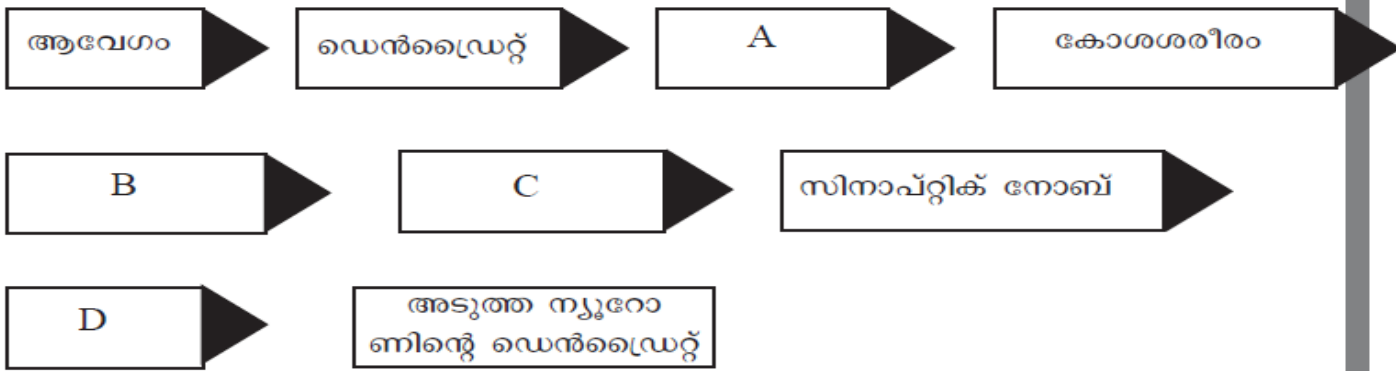 ആവേഗം
ഡെൻഡ്രൈറ്റ്
A
കോശശരീരം
B
C
സിനാപ്റ്റിക് നോബ്
D
അടുത്ത ന്യൂറോ
ണിന്റെ ഡെൻഡ്രൈറ്റ്